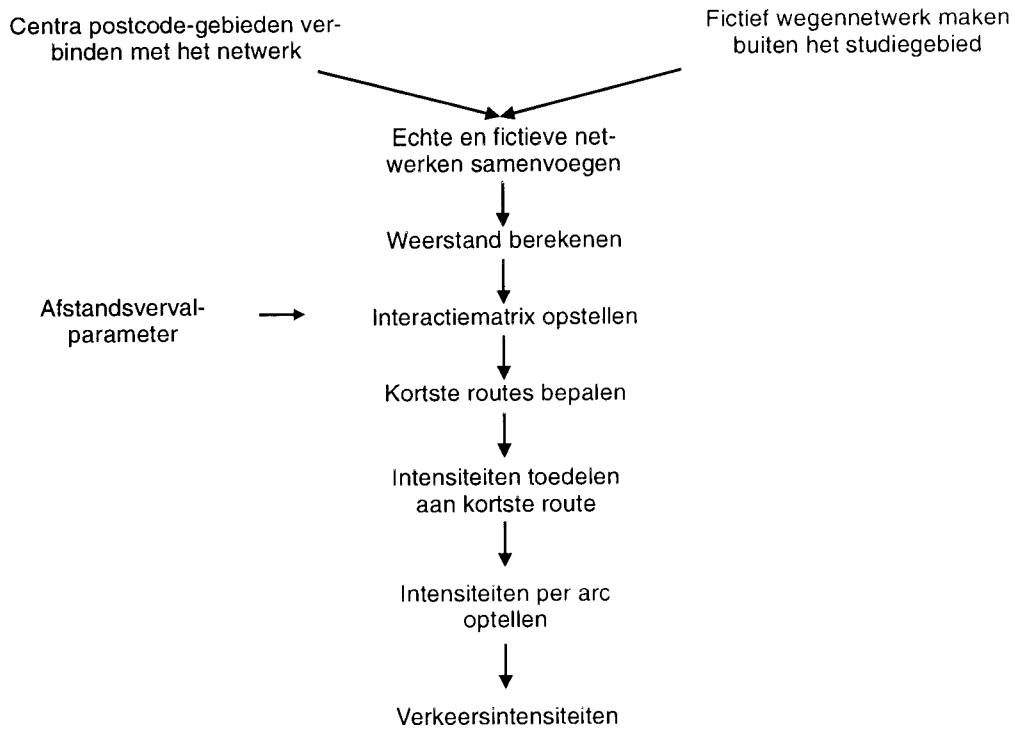 Centra postcode-gebieden ver-
binden met het netwerk
Fictief wegennetwerk maken
buiten het studiegebied
Echte en fictieve net-
werken samenvoegen
Weerstand berekenen
Afstandsverval-
parameter
Interactiematrix opstellen
Kortste routes bepalen
Intensiteiten toedelen
aan kortste route
Intensiteiten per arc
optellen
Verkeersintensiteiten